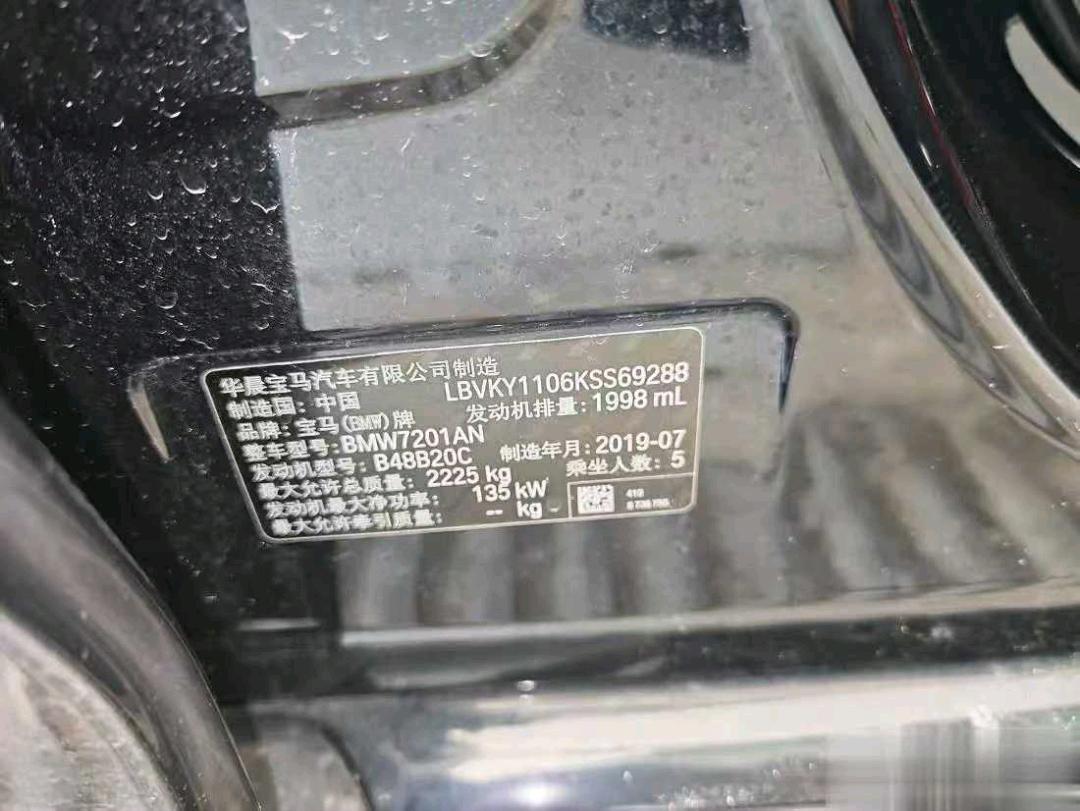 华晨宝马汽车有限公司制造
制造国：中国 LBVKY1106KSS69288
品牌：宝马(BMW)牌 发动机排量：1998 mL
整车型号：BMW7201AN
发动机型号：B48B20C 制造年月：2019-07
最大允许总质量：2225 kg 乘坐人数：5
发动机最大净功率：135 kW
最大允许牵引质量：-- kg
419